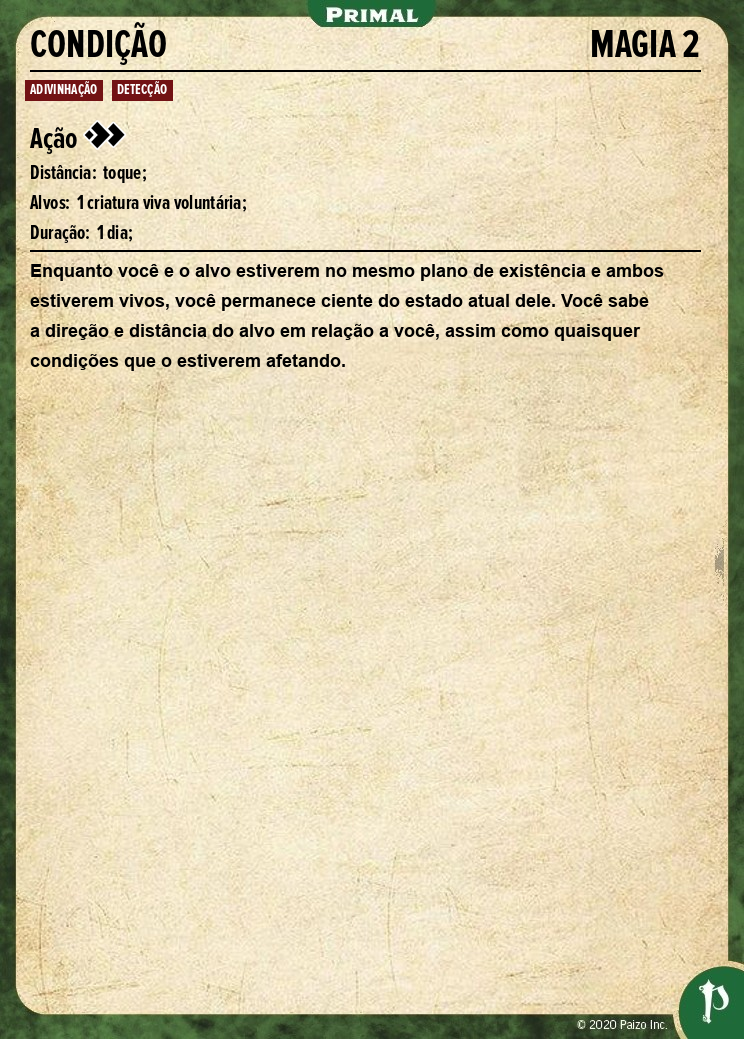 PRIMAL
CONDIÇÃO MAGIA 2
ADIVINHAÇÃO DETECÇÃO
Ação
Distância: toque;
Alvos: 1 criatura viva voluntária;
Duração: 1 dia;
Enquanto você e o alvo estiverem no mesmo plano de existência e ambos
estiverem vivos, você permanece ciente do estado atual dele. Você sabe
a direção e distância do alvo em relação a você, assim como quaisquer
condições que o estiverem afetando.
© 2020 Paizo Inc.